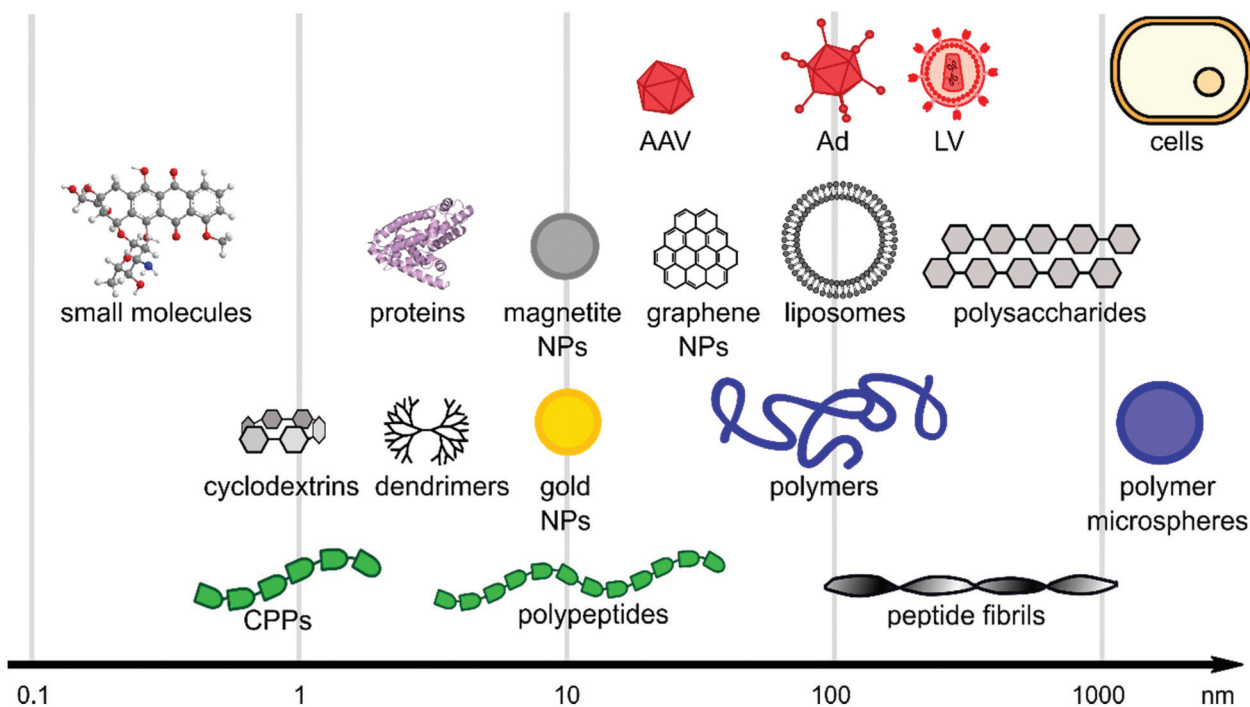 AAV
Ad
LV
cells
small molecules
proteins
magnetite
NPs
graphene
NPs
liposomes
polysaccharides
cyclodextrins
dendrimers
gold
NPs
polymers
polymer
microspheres
CPPs
polypeptides
peptide fibrils
0.1
1
10
100
1000
nm